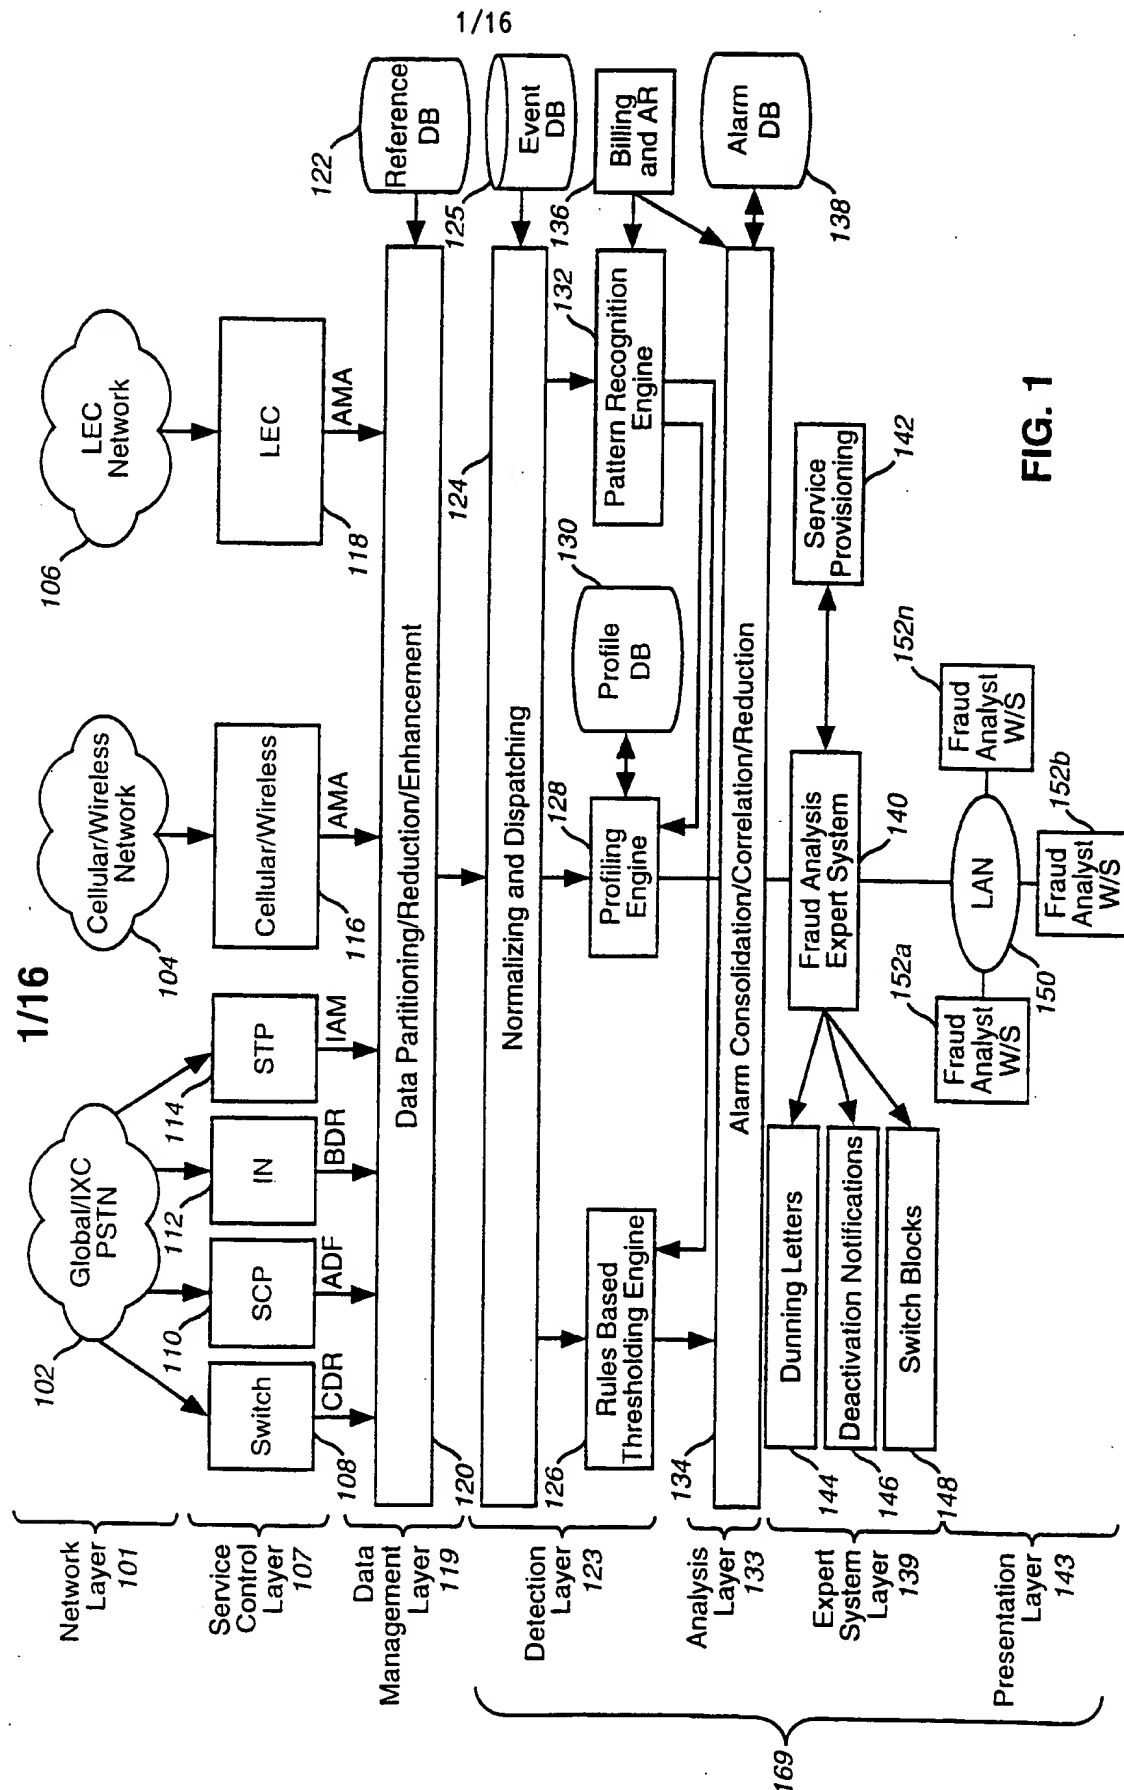 1/16
1/16
Network
Layer
101
Global/IXC
PSTN
102
Cellular/Wireless
Network
104
LEC
Network
106
Service
Control
Layer
107
Switch
108
CDR
SCP
110
ADF
IN
112
BDR
STP
114
IAM
Cellular/Wireless
116
AMA
LEC
118
AMA
Data
Management
Layer 119
Data Partitioning/Reduction/Enhancement
120
Reference
DB
122
Detection
Layer 123
Normalizing and Dispatching
124
Event
DB
125
Rules Based
Thresholding Engine
126
Profiling
Engine
128
Profile
DB
130
Pattern Recognition
Engine
132
Billing
and AR
136
Analysis
Layer 133
Alarm Consolidation/Correlation/Reduction
134
Alarm
DB
138
Expert
System
Layer
139
Dunning Letters
144
Deactivation Notifications
146
Switch Blocks
148
Fraud Analysis
Expert System
140
Service
Provisioning
142
Presentation
Layer 143
Fraud
Analyst
W/S
152a
LAN
150
Fraud
Analyst
W/S
152b
Fraud
Analyst
W/S
152n
169
FIG. 1